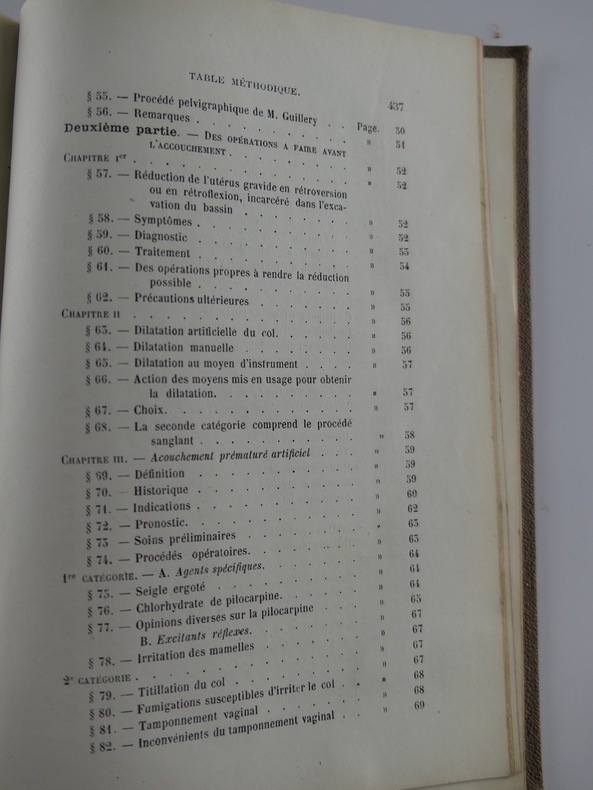 TABLE MÉTHODIQUE. 437
§ 55. — Procédé pelvigraphique de M. Guillery . . Page. 50
§ 56. — Remarques . . . . . . . . . . » 51
Deuxième partie. — DES OPÉRATIONS A FAIRE AVANT
L'ACCOUCHEMENT . . . . . . . . » 52
CHAPITRE Ier . . . . . . . . . . . . » 52
§ 57. — Réduction de l'utérus gravide en rétroversion
ou en rétroflexion, incarcéré dans l'exca-
vation du bassin . . . . . . . . » 52
§ 58. — Symptômes . . . . . . . . . . » 52
§ 59. — Diagnostic . . . . . . . . . . » 53
§ 60. — Traitement . . . . . . . . . . » 54
§ 61. — Des opérations propres à rendre la réduction
possible . . . . . . . . . . » 55
§ 62. — Précautions ultérieures . . . . . . » 55
CHAPITRE II . . . . . . . . . . . . » 56
§ 63. — Dilatation artificielle du col. . . . . . » 56
§ 64. — Dilatation manuelle . . . . . . . » 56
§ 65. — Dilatation au moyen d'instrument . . . . » 57
§ 66. — Action des moyens mis en usage pour obtenir
la dilatation. . . . . . . . . . » 57
§ 67. — Choix. . . . . . . . . . . . » 57
§ 68. — La seconde catégorie comprend le procédé
sanglant . . . . . . . . . . » 58
CHAPITRE III. — Acouchement prématuré artificiel . . . » 59
§ 69. — Définition . . . . . . . . . . » 59
§ 70. — Historique . . . . . . . . . . » 59
§ 71. — Indications . . . . . . . . . . » 60
§ 72. — Pronostic. . . . . . . . . . . » 62
§ 73 — Soins préliminaires . . . . . . . » 63
§ 74. — Procédés opératoires. . . . . . . » 63
1re CATÉGORIE. — A. Agents spécifiques. . . . . . » 64
§ 75. — Seigle ergoté . . . . . . . . . » 64
§ 76. — Chlorhydrate de pilocarpine. . . . . . » 64
§ 77. — Opinions diverses sur la pilocarpine . . . » 65
B. Excitants réflexes. . . . . . . » 67
§ 78. — Irritation des mamelles . . . . . . » 67
2e CATÉGORIE . . . . . . . . . . . . » 67
§ 79. — Titillation du col . . . . . . . . » 67
§ 80. — Fumigations susceptibles d'irriter le col . . » 68
§ 81. — Tamponnement vaginal . . . . . . » 68
§ 82. — Inconvénients du tamponnement vaginal . . » 69